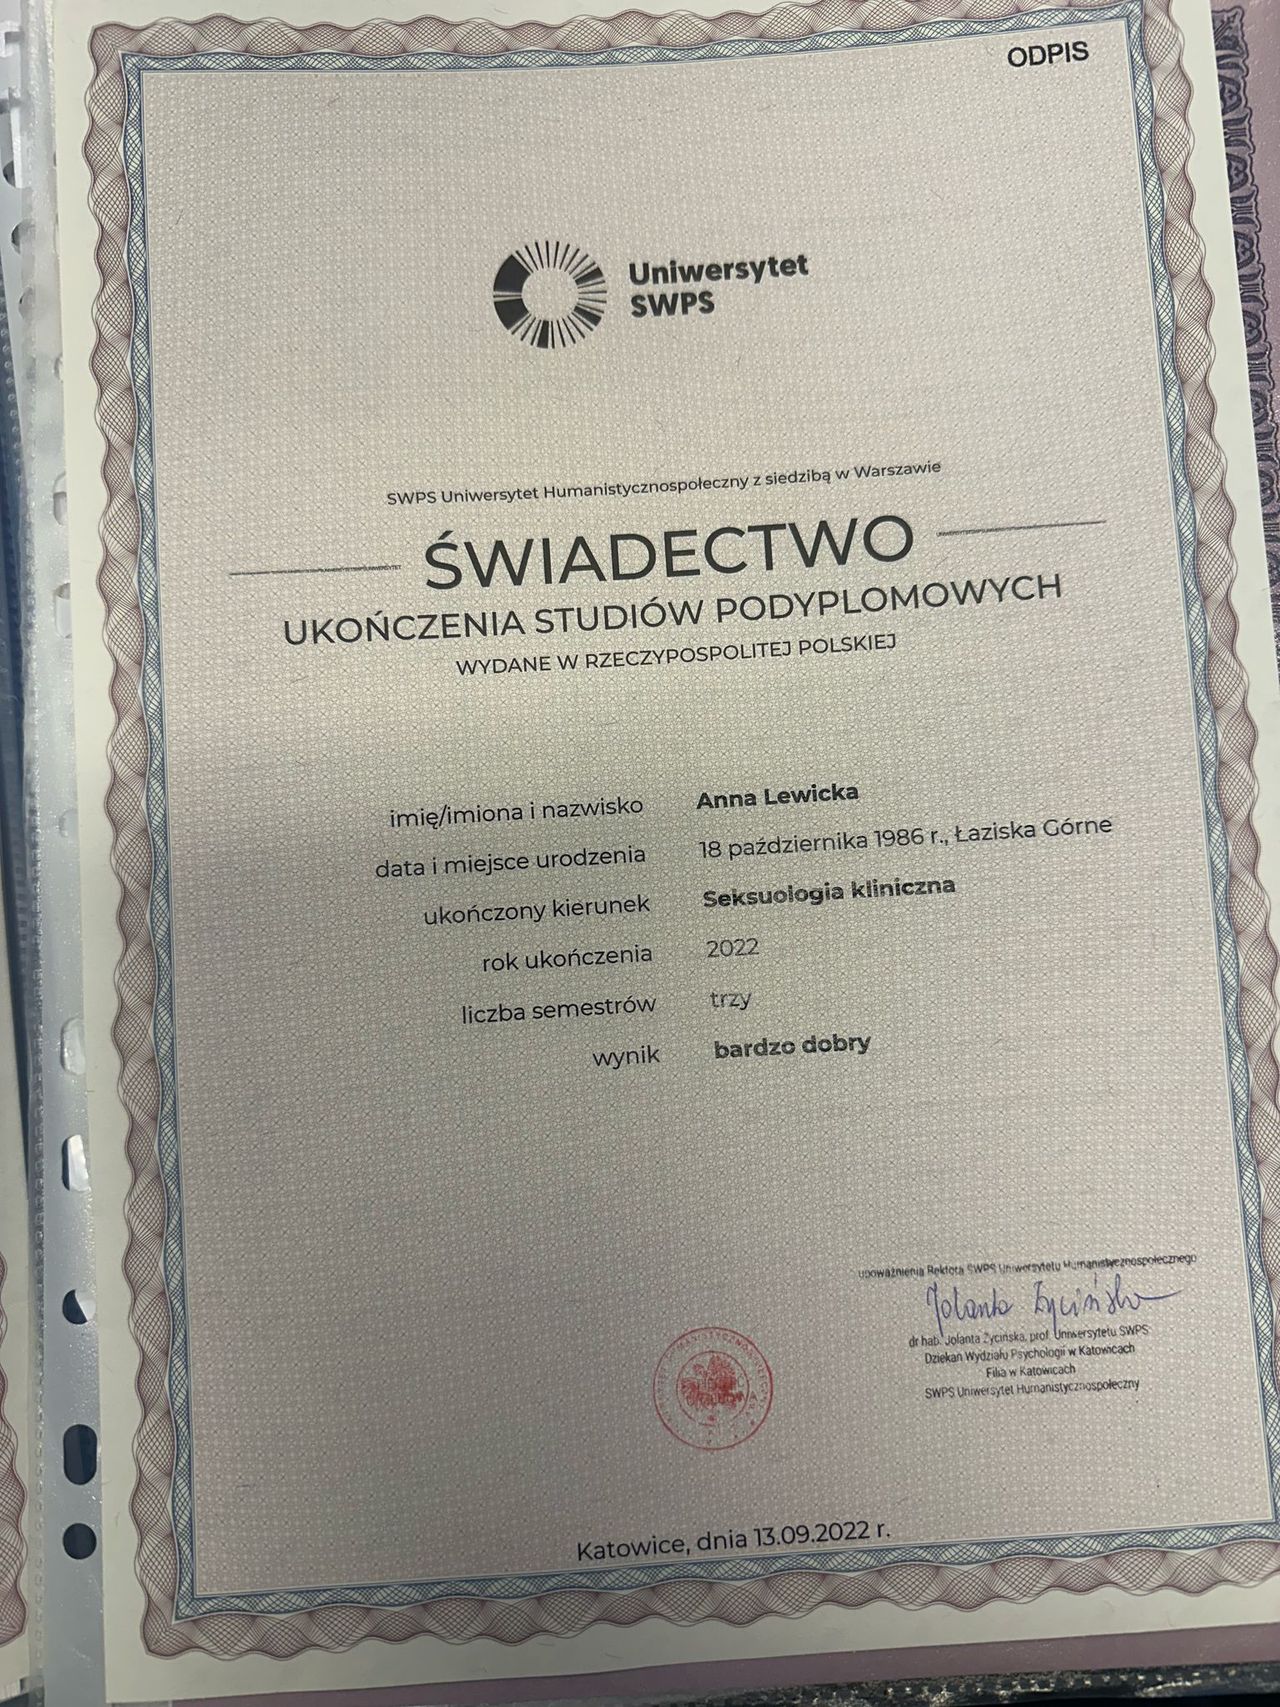 ODPIS
Uniwersytet
SWPS
SWPS Uniwersytet Humanistycznospołeczny z siedzibą w Warszawie
ŚWIADECTWO
UKOŃCZENIA STUDIÓW PODYPLOMOWYCH
WYDANE W RZECZYPOSPOLITEJ POLSKIEJ
imię/imiona i nazwisko Anna Lewicka
data i miejsce urodzenia 18 października 1986 r., Łaziska Górne
ukończony kierunek Seksuologia kliniczna
rok ukończenia 2022
liczba semestrów trzy
wynik bardzo dobry
upoważnienia Rektora SWPS Uniwersytetu Humanistycznospołecznego
Jolanta Życińska
dr hab. Jolanta Życińska, prof. Uniwersytetu SWPS
Dziekan Wydziału Psychologii w Katowicach
Filia w Katowicach
SWPS Uniwersytet Humanistycznospołeczny
Katowice, dnia 13.09.2022 r.